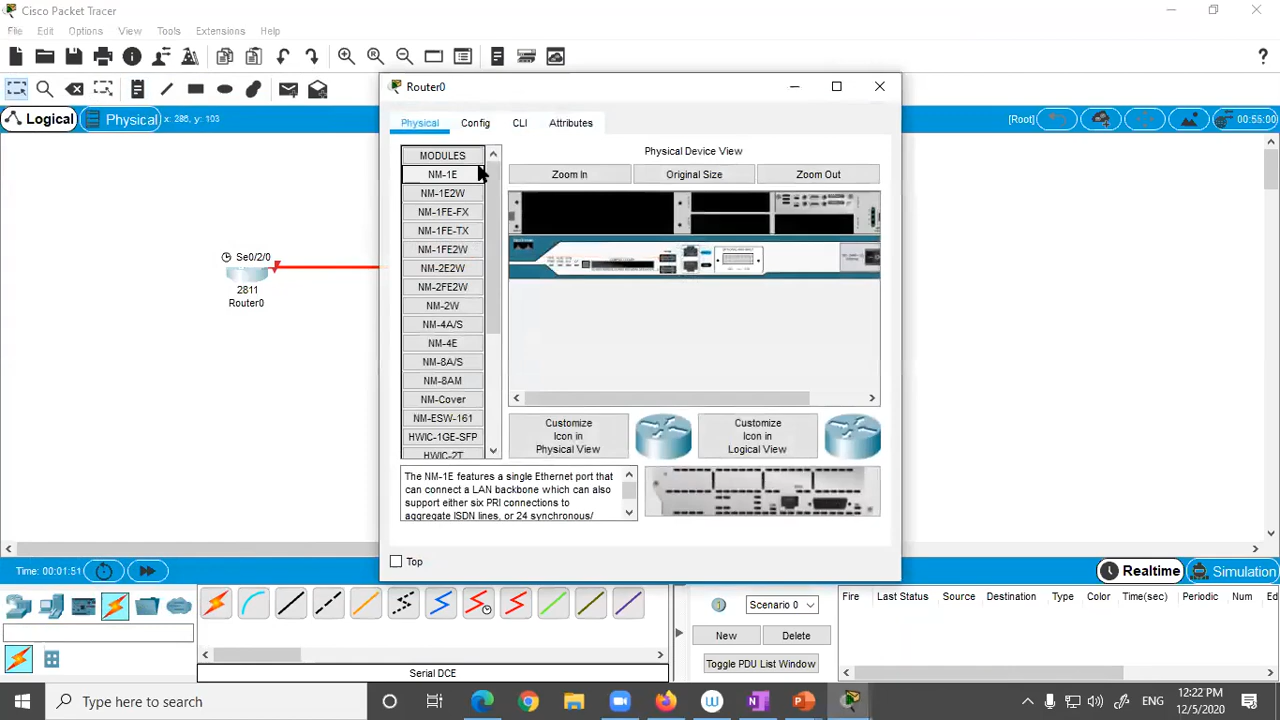 Cisco Packet Tracer
File Edit Options View Tools Extensions Help
?
Logical
Physical
x: 286, y: 103
[Root]
00:55:00
Se0/2/0
2811
Router0
Router0
Physical
Config
CLI
Attributes
MODULES
NM-1E
NM-1E2W
NM-1FE-FX
NM-1FE-TX
NM-1FE2W
NM-2E2W
NM-2FE2W
NM-2W
NM-4A/S
NM-4E
NM-8A/S
NM-8AM
NM-Cover
NM-ESW-161
HWIC-1GE-SFP
HWIC-2T
Physical Device View
Zoom In
Original Size
Zoom Out
Customize
Icon in
Physical View
Customize
Icon in
Logical View
The NM-1E features a single Ethernet port that
can connect a LAN backbone which can also
support either six PRI connections to
aggregate ISDN lines, or 24 synchronous/
Top
Time: 00:01:51
Realtime
Simulation
Serial DCE
Scenario 0
New
Delete
Toggle PDU List Window
Fire Last Status Source Destination Type Color Time(sec) Periodic Num Ed
Type here to search
ENG
12:22 PM
12/5/2020